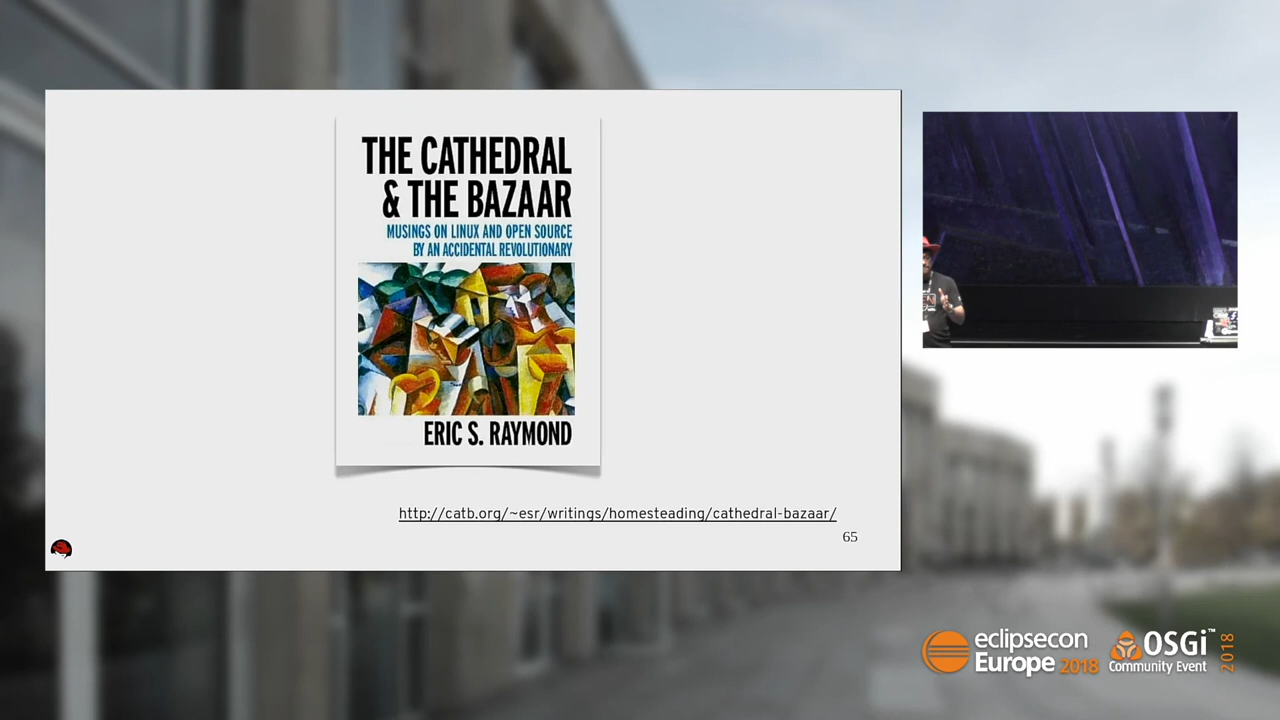 THE CATHEDRAL
& THE BAZAAR
MUSINGS ON LINUX AND OPEN SOURCE
BY AN ACCIDENTAL REVOLUTIONARY
ERIC S. RAYMOND
http://catb.org/~esr/writings/homesteading/cathedral-bazaar/
65
eclipsecon
Europe 2018
OSGi™
Community Event
2018